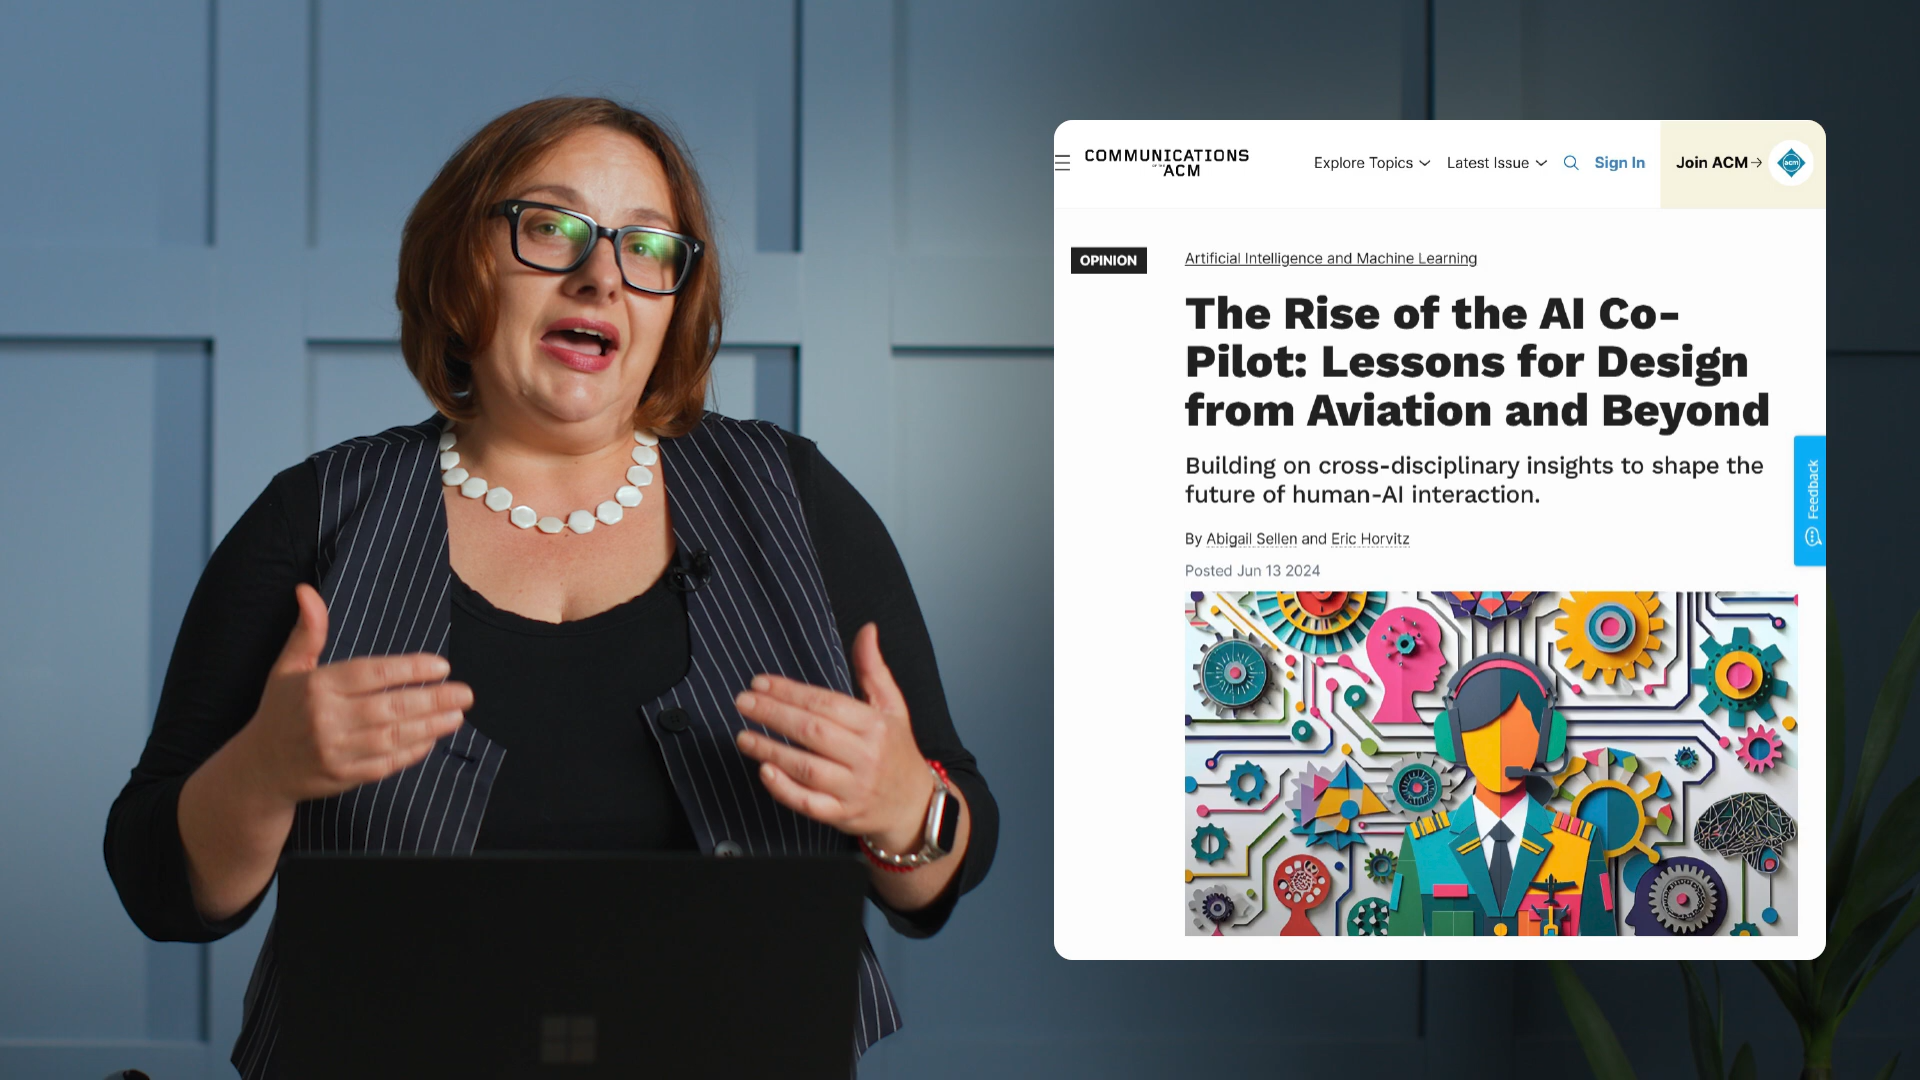 COMMUNICATIONS
ACM
Explore Topics
Latest Issue
Sign In
Join ACM→
acm
OPINION
Artificial Intelligence and Machine Learning
The Rise of the AI Co-
Pilot: Lessons for Design
from Aviation and Beyond
Building on cross-disciplinary insights to shape the
future of human-AI interaction.
By Abigail Sellen and Eric Horvitz
Posted Jun 13 2024
Feedback